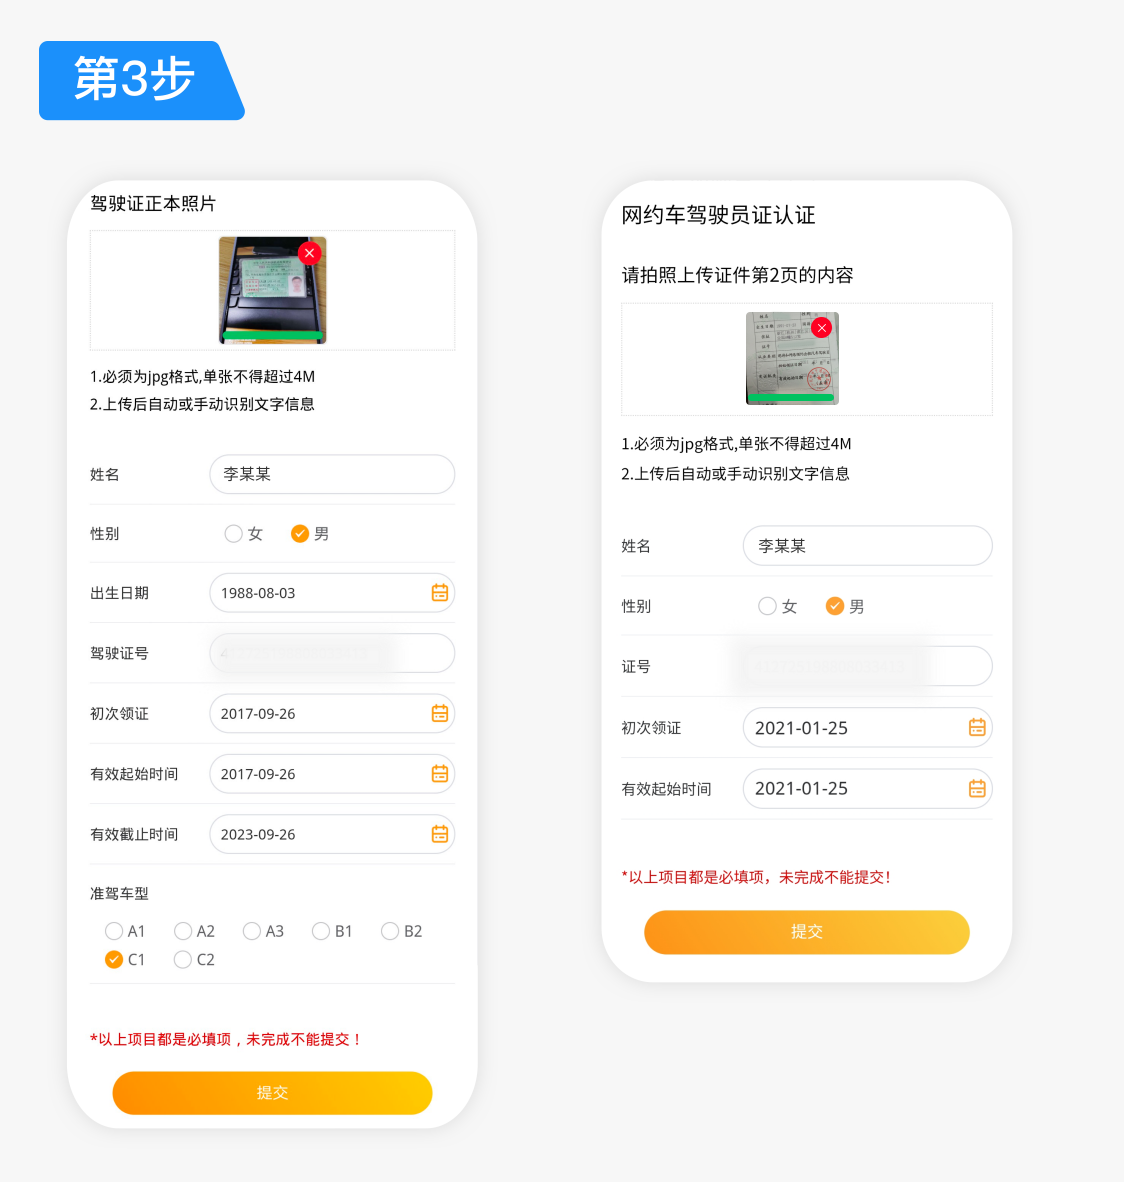 第3步
驾驶证正本照片
1.必须为jpg格式,单张不得超过4M
2.上传后自动或手动识别文字信息
姓名 李某某
性别 女 男
出生日期 1988-08-03
驾驶证号
初次领证 2017-09-26
有效起始时间 2017-09-26
有效截止时间 2023-09-26
准驾车型
A1 A2 A3 B1 B2
C1 C2
*以上项目都是必填项，未完成不能提交！
提交
网约车驾驶员证认证
请拍照上传证件第2页的内容
1.必须为jpg格式,单张不得超过4M
2.上传后自动或手动识别文字信息
姓名 李某某
性别 女 男
证号
初次领证 2021-01-25
有效起始时间 2021-01-25
*以上项目都是必填项，未完成不能提交！
提交